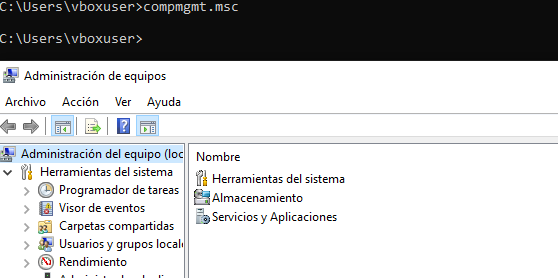 C:\Users\vboxuser>compmgmt.msc
C:\Users\vboxuser>
Administración de equipos
Archivo Acción Ver Ayuda
Administración del equipo (loc
Herramientas del sistema
Programador de tareas
Visor de eventos
Carpetas compartidas
Usuarios y grupos locale
Rendimiento
Nombre
Herramientas del sistema
Almacenamiento
Servicios y Aplicaciones